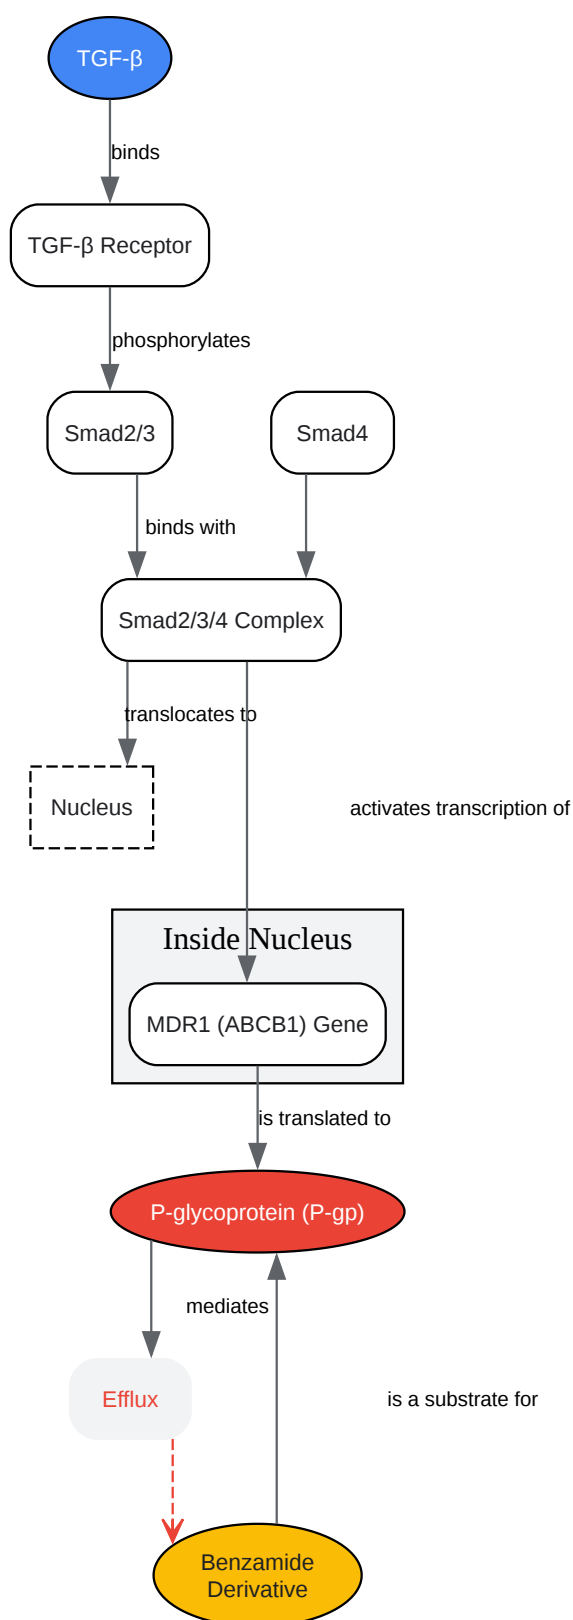 TGF-β
binds
TGF-β Receptor
phosphorylates
Smad2/3
Smad4
binds with
Smad2/3/4 Complex
translocates to
Nucleus
activates transcription of
Inside Nucleus
MDR1 (ABCB1) Gene
is translated to
P-glycoprotein (P-gp)
mediates
Efflux
is a substrate for
Benzamide
Derivative